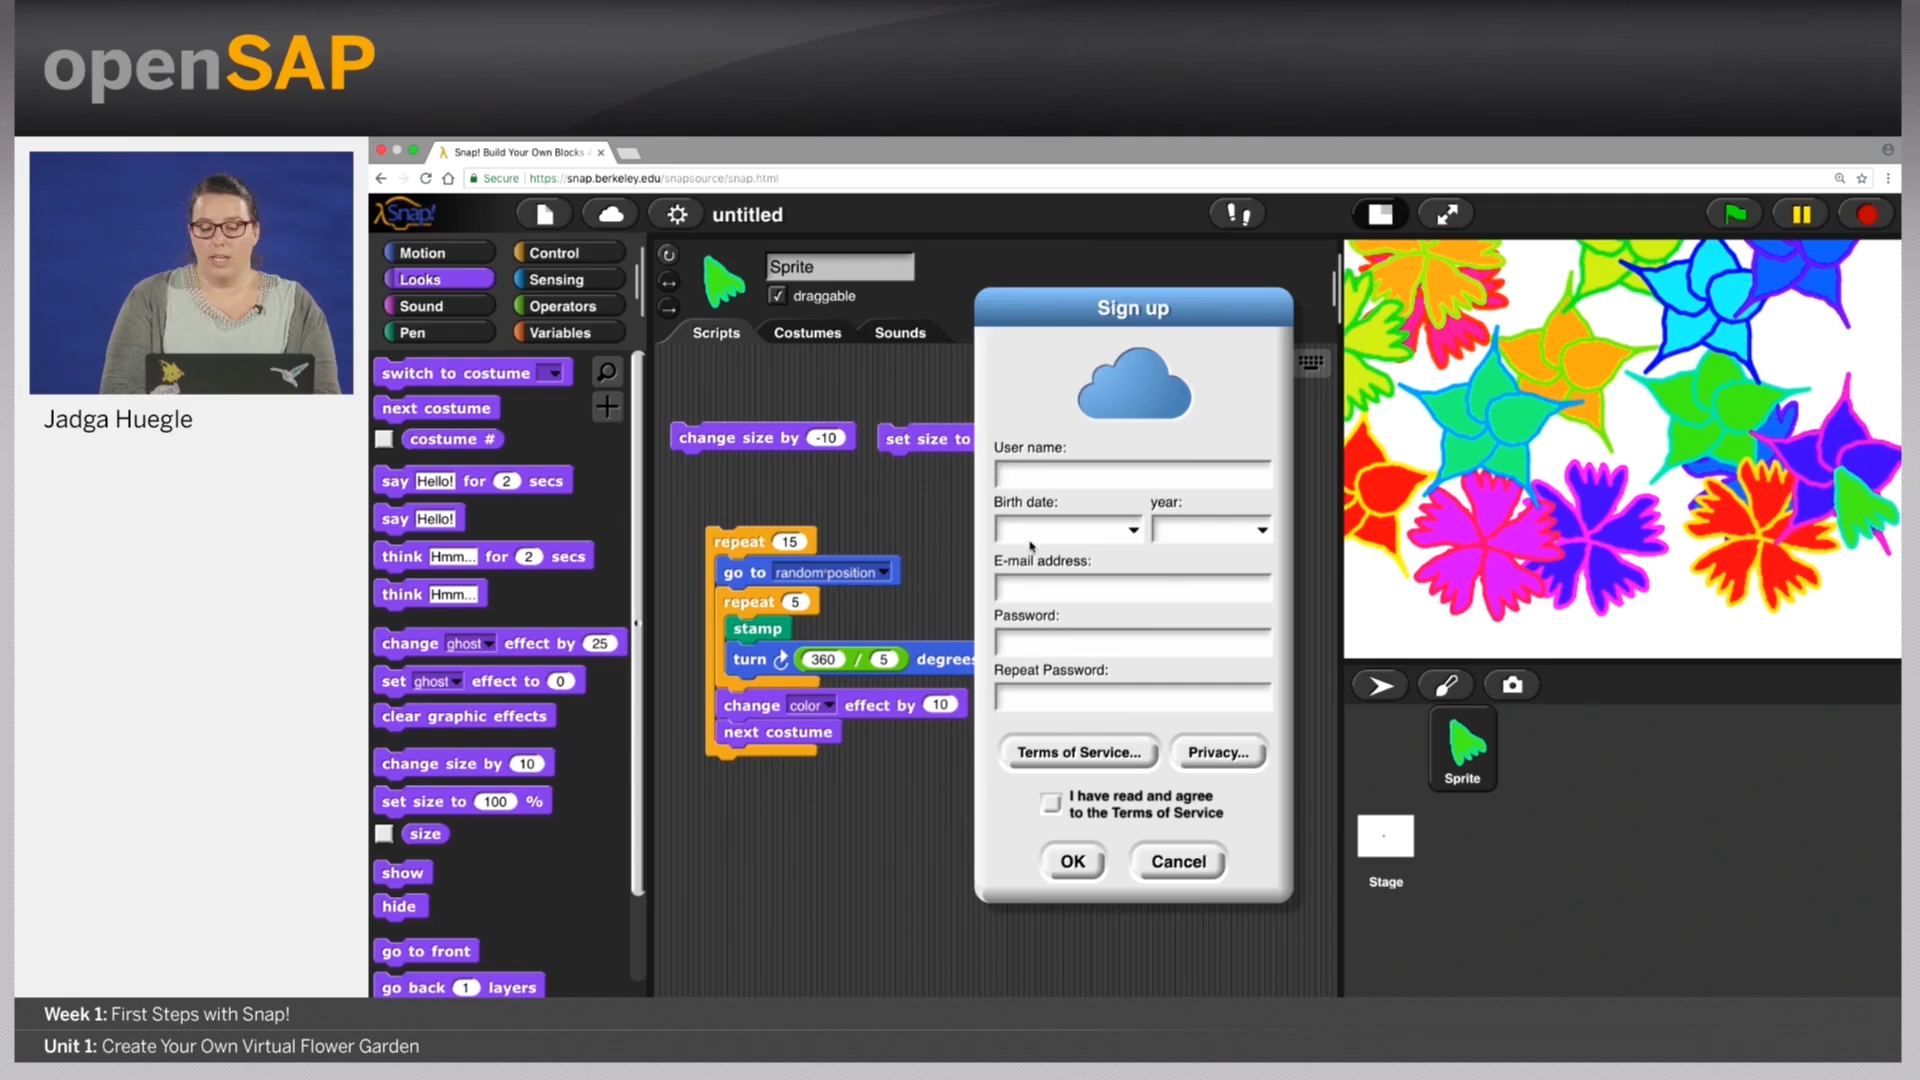 openSAP
Jadga Huegle
Snap! Build Your Own Blocks
Secure https://snap.berkeley.edu/snapsource/snap.html
Snap!
untitled
Motion
Control
Looks
Sensing
Sound
Operators
Pen
Variables
switch to costume
next costume
costume #
say Hello! for 2 secs
say Hello!
think Hmm... for 2 secs
think Hmm...
change ghost effect by 25
set ghost effect to 0
clear graphic effects
change size by 10
set size to 100 %
size
show
hide
go to front
go back 1 layers
Sprite
draggable
Scripts
Costumes
Sounds
change size by -10
set size to
repeat 15
go to random position
repeat 5
stamp
turn 360 / 5 degrees
change color effect by 10
next costume
Sign up
User name:
Birth date:
year:
E-mail address:
Password:
Repeat Password:
Terms of Service...
Privacy...
I have read and agree
to the Terms of Service
OK
Cancel
Sprite
Stage
Week 1: First Steps with Snap!
Unit 1: Create Your Own Virtual Flower Garden